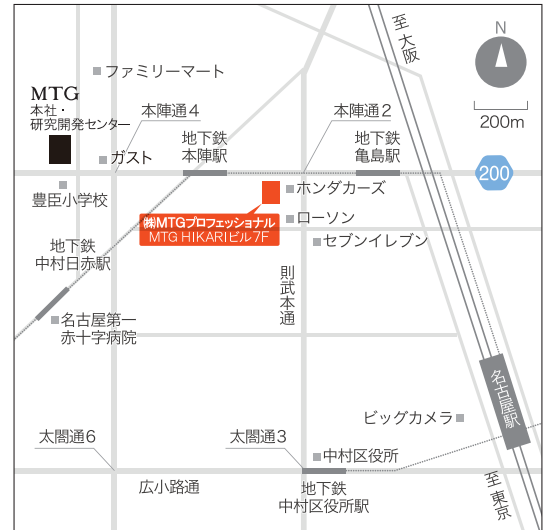 至大阪
N
ファミリーマート
MTG
本社・
研究開発センター
本陣通4
本陣通2
200m
地下鉄
本陣駅
地下鉄
亀島駅
ガスト
200
豊臣小学校
ホンダカーズ
㈱MTGプロフェッショナル
MTG HIKARIビル7F
ローソン
セブンイレブン
地下鉄
中村日赤駅
則武本通
名古屋第一
赤十字病院
名古屋駅
ビッグカメラ
太閤通6
太閤通3
中村区役所
広小路通
地下鉄
中村区役所駅
至東京